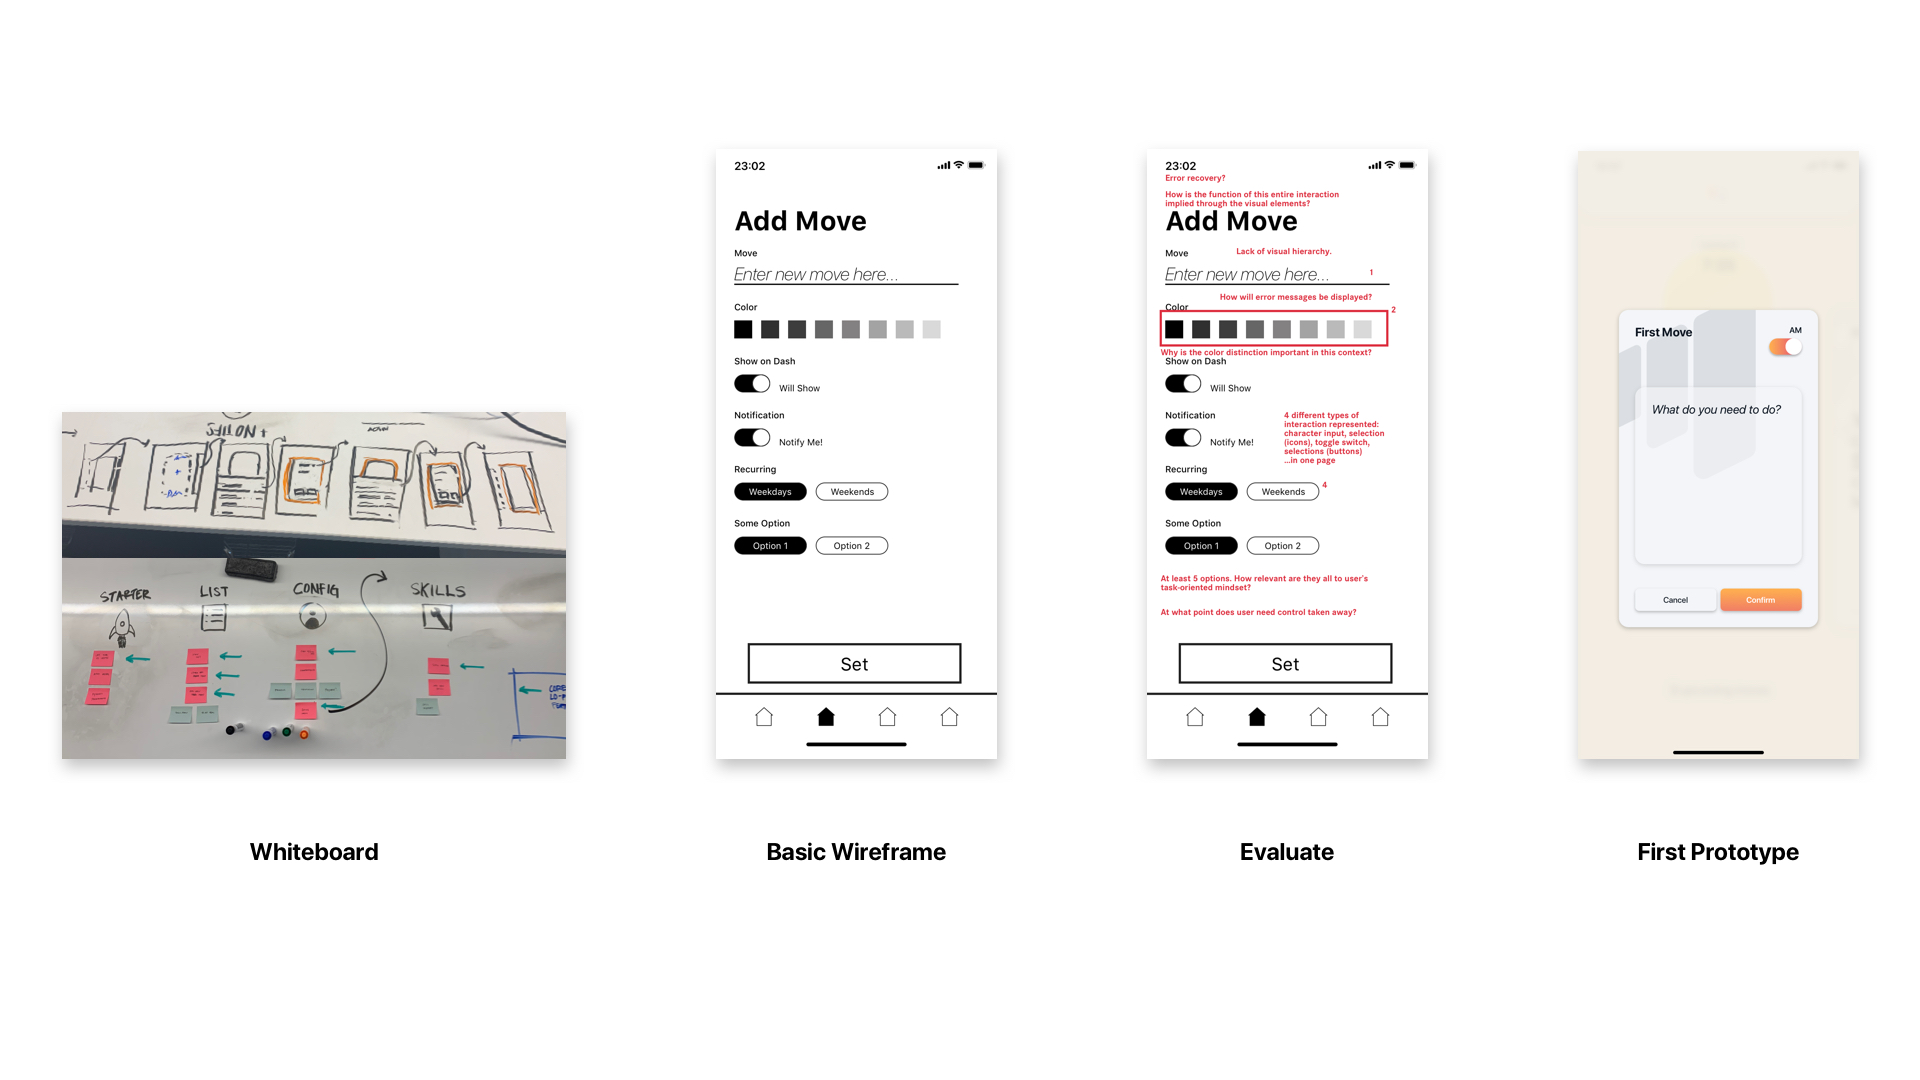 STARTER
LIST
CONFIG
SKILLS
Whiteboard
23:02
Add Move
Move
Enter new move here...
Color
Show on Dash
Will Show
Notification
Notify Me!
Recurring
Weekdays Weekends
Some Option
Option 1 Option 2
Set
Basic Wireframe
23:02
Error recovery?
How is the function of this entire interaction
implied through the visual elements?
Add Move
Move
Lack of visual hierarchy.
Enter new move here...
1
How will error messages be displayed?
Color
2
Why is the color distinction important in this context?
Show on Dash
Will Show
Notification
Notify Me!
4 different types of
interaction represented:
character input, selection
(icons), toggle switch,
selections (buttons)
...in one page
Recurring
Weekdays Weekends
4
Some Option
Option 1 Option 2
At least 5 options. How relevant are they all to user's
task-oriented mindset?
At what point does user need control taken away?
Set
Evaluate
First Move
AM
What do you need to do?
Cancel Confirm
First Prototype